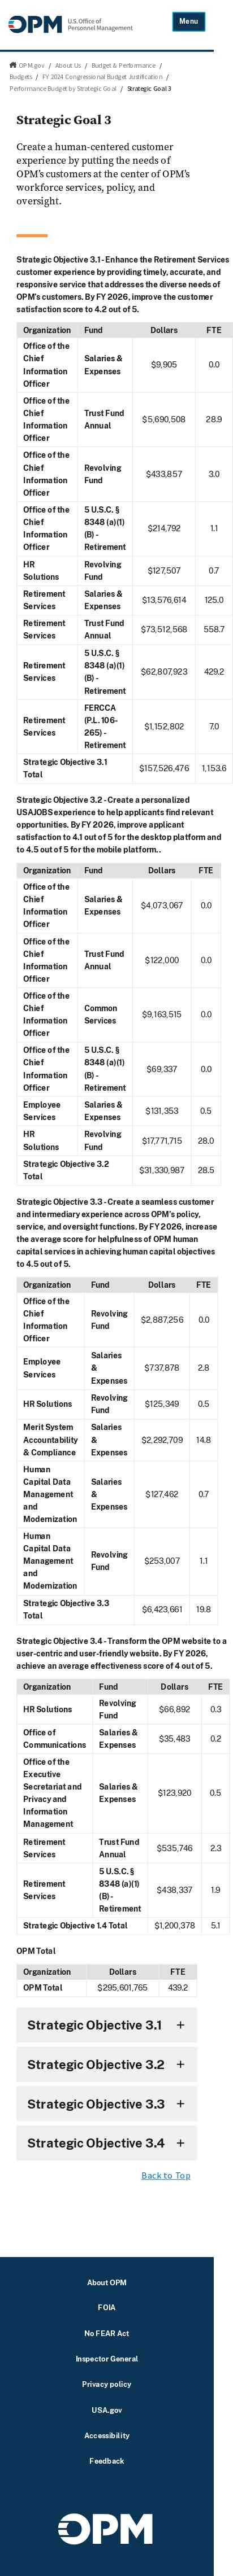 OPM U.S. Office of
Personnel Management
Menu
OPM.gov / About Us / Budget & Performance /
Budgets / FY 2024 Congressional Budget Justification /
Performance Budget by Strategic Goal / Strategic Goal 3
Strategic Goal 3
Create a human-centered customer
experience by putting the needs of
OPM's customers at the center of OPM's
workforce services, policy, and
oversight.
Strategic Objective 3.1 - Enhance the Retirement Services
customer experience by providing timely, accurate, and
responsive service that addresses the diverse needs of
OPM's customers. By FY 2026, improve the customer
satisfaction score to 4.2 out of 5.
Organization Fund Dollars FTE
Office of the
Chief
Information
Officer
Salaries &
Expenses
$9,905 0.0
Office of the
Chief
Information
Officer
Trust Fund
Annual
$5,690,508 28.9
Office of the
Chief
Information
Officer
Revolving
Fund
$433,857 3.0
Office of the
Chief
Information
Officer
5 U.S.C. §
8348 (a)(1)
(B) -
Retirement
$214,792 1.1
HR
Solutions
Revolving
Fund
$127,507 0.7
Retirement
Services
Salaries &
Expenses
$13,576,614 125.0
Retirement
Services
Trust Fund
Annual
$73,512,568 558.7
Retirement
Services
5 U.S.C. §
8348 (a)(1)
(B) -
Retirement
$62,807,923 429.2
Retirement
Services
FERCCA
(P.L. 106-
265) -
Retirement
$1,152,802 7.0
Strategic Objective 3.1
Total
$157,526,476 1,153.6
Strategic Objective 3.2 - Create a personalized
USAJOBS experience to help applicants find relevant
opportunities. By FY 2026, improve applicant
satisfaction to 4.1 out of 5 for the desktop platform and
to 4.5 out of 5 for the mobile platform. .
Organization Fund Dollars FTE
Office of the
Chief
Information
Officer
Salaries &
Expenses
$4,073,067 0.0
Office of the
Chief
Information
Officer
Trust Fund
Annual
$122,000 0.0
Office of the
Chief
Information
Officer
Common
Services
$9,163,515 0.0
Office of the
Chief
Information
Officer
5 U.S.C. §
8348 (a)(1)
(B) -
Retirement
$69,337 0.0
Employee
Services
Salaries &
Expenses
$131,353 0.5
HR
Solutions
Revolving
Fund
$17,771,715 28.0
Strategic Objective 3.2
Total
$31,330,987 28.5
Strategic Objective 3.3 - Create a seamless customer
and intermediary experience across OPM's policy,
service, and oversight functions. By FY 2026, increase
the average score for helpfulness of OPM human
capital services in achieving human capital objectives
to 4.5 out of 5.
Organization Fund Dollars FTE
Office of the
Chief
Information
Officer
Revolving
Fund
$2,887,256 0.0
Employee
Services
Salaries
&
Expenses
$737,878 2.8
HR Solutions
Revolving
Fund
$125,349 0.5
Merit System
Accountability
& Compliance
Salaries
&
Expenses
$2,292,709 14.8
Human
Capital Data
Management
and
Modernization
Salaries
&
Expenses
$127,462 0.7
Human
Capital Data
Management
and
Modernization
Revolving
Fund
$253,007 1.1
Strategic Objective 3.3
Total
$6,423,661 19.8
Strategic Objective 3.4 - Transform the OPM website to a
user-centric and user-friendly website. By FY 2026,
achieve an average effectiveness score of 4 out of 5.
Organization Fund Dollars FTE
HR Solutions
Revolving
Fund
$66,892 0.3
Office of
Communications
Salaries &
Expenses
$35,483 0.2
Office of the
Executive
Secretariat and
Privacy and
Information
Management
Salaries &
Expenses
$123,920 0.5
Retirement
Services
Trust Fund
Annual
$535,746 2.3
Retirement
Services
5 U.S.C. §
8348 (a)(1)
(B) -
Retirement
$438,337 1.9
Strategic Objective 1.4 Total $1,200,378 5.1
OPM Total
Organization Dollars FTE
OPM Total $295,601,765 439.2
Strategic Objective 3.1 +
Strategic Objective 3.2 +
Strategic Objective 3.3 +
Strategic Objective 3.4 +
Back to Top
About OPM
FOIA
No FEAR Act
Inspector General
Privacy policy
USA.gov
Accessibility
Feedback
OPM